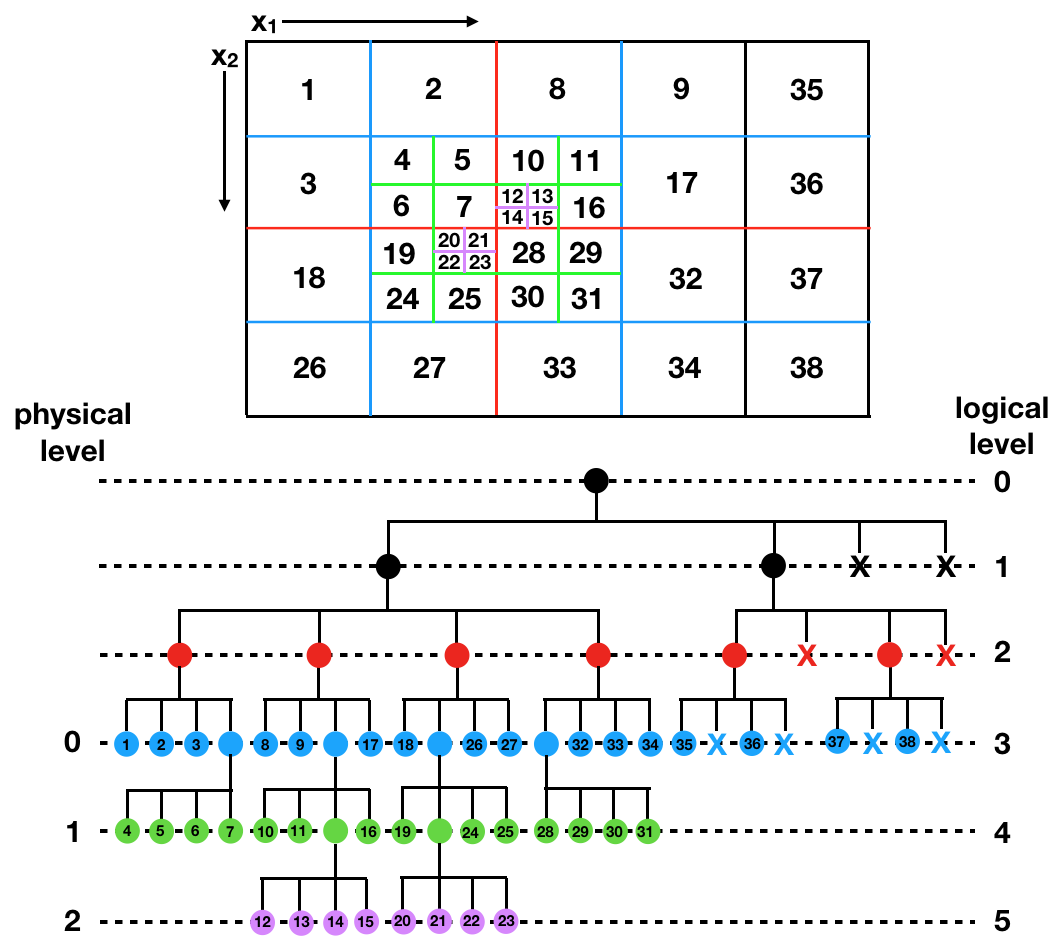 x1
x2
1 2 8 9 35
4 5 10 11
3 17 36
6 7 12 13 16
14 15
19 20 21 28 29
22 23
18 32 37
24 25 30 31
26 27 33 34 38
physical level
logical level
0
X X 1
X X 2
0 1 2 3 8 9 17 18 26 27 32 33 34 35 X 36 X 37 X 38 X 3
1 4 5 6 7 10 11 16 19 24 25 28 29 30 31 4
2 12 13 14 15 20 21 22 23 5